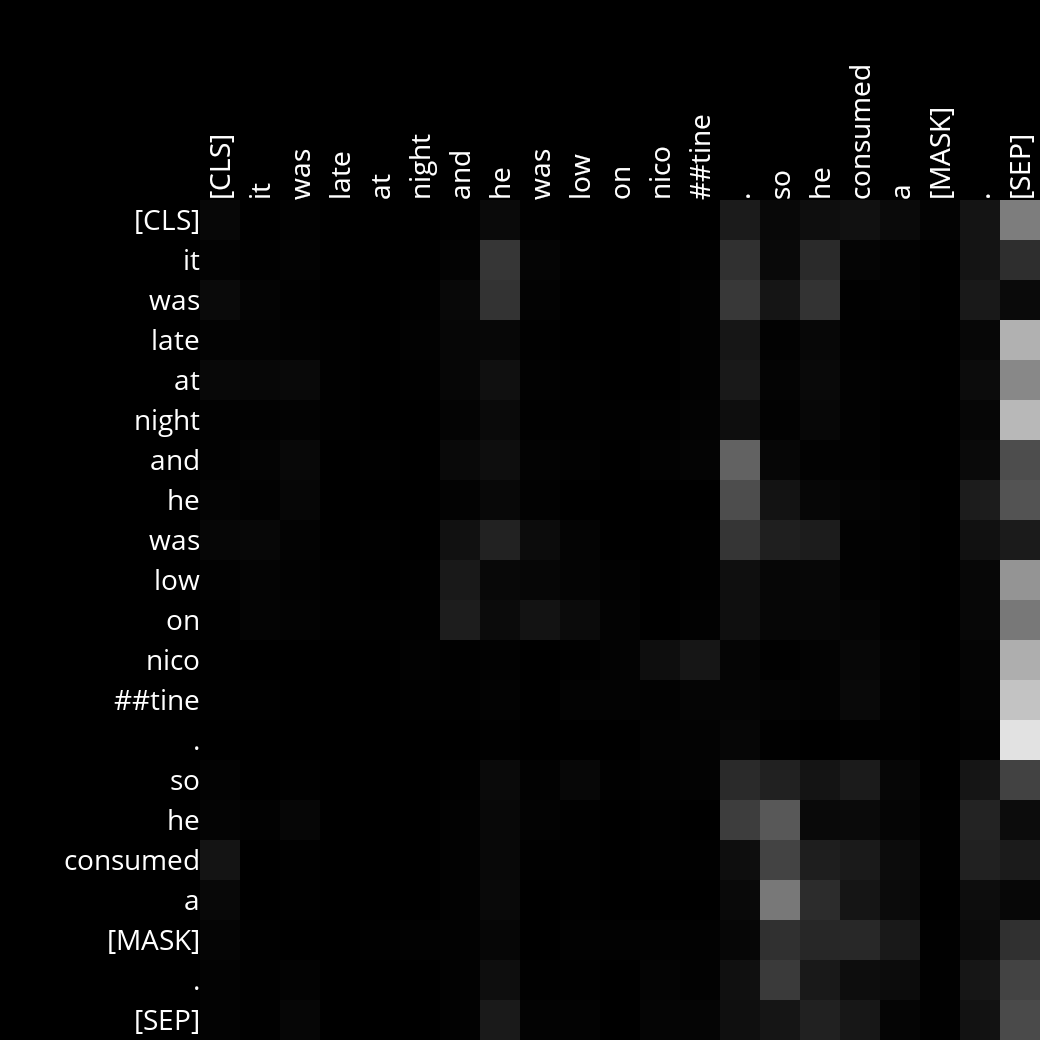 [CLS] it was late at night and he was low on nico ##tine . so he consumed a [MASK] . [SEP]
[CLS]
it
was
late
at
night
and
he
was
low
on
nico
##tine
.
so
he
consumed
a
[MASK]
.
[SEP]